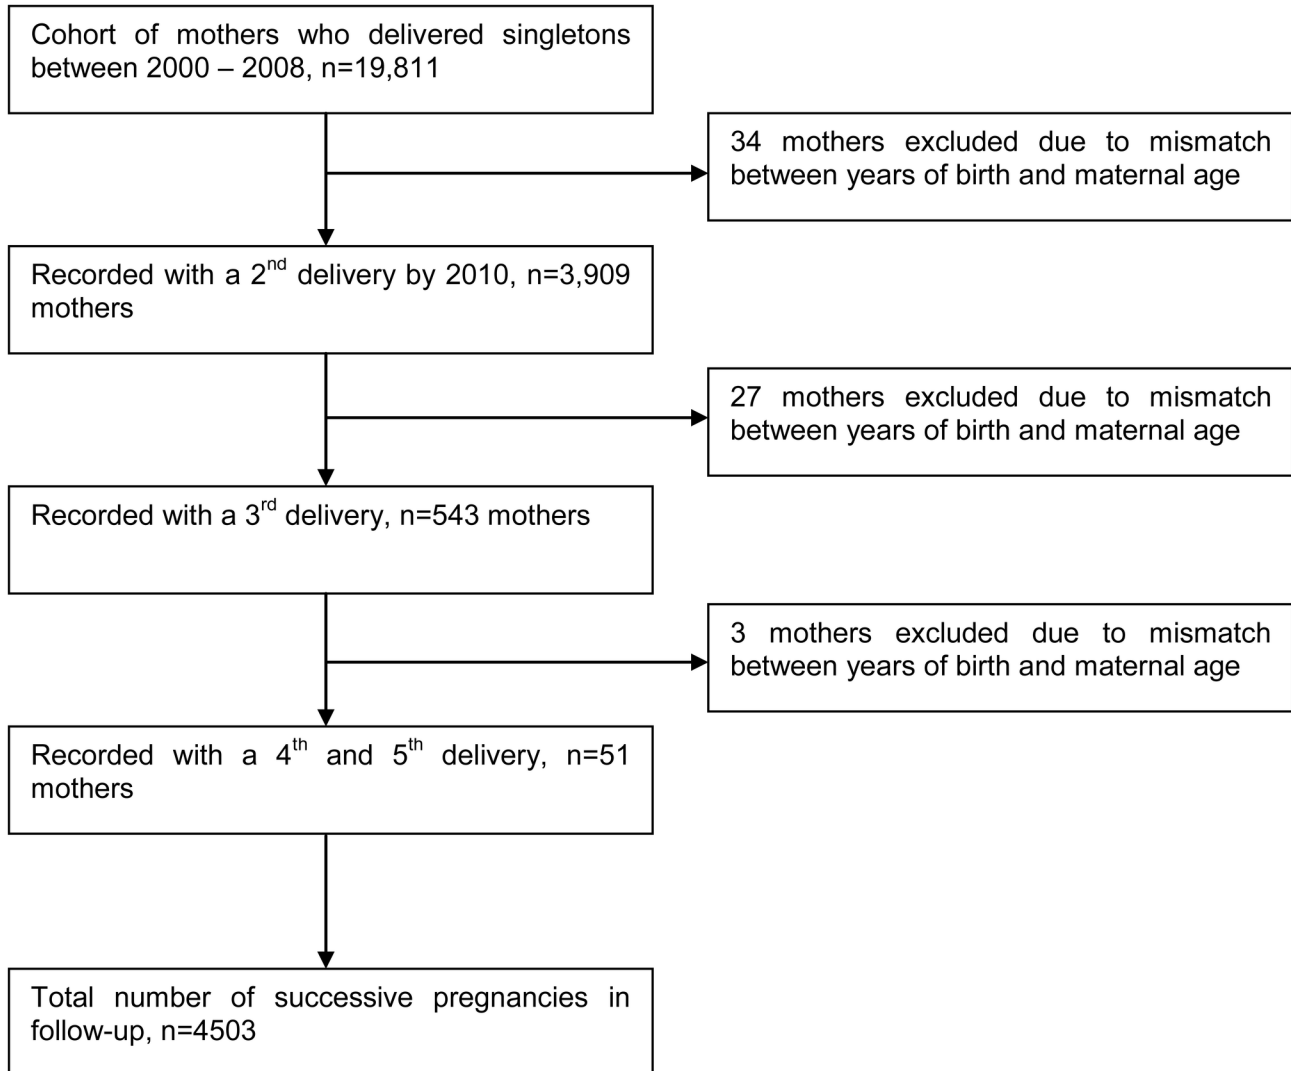 Cohort of mothers who delivered singletons
between 2000 – 2008, n=19,811
34 mothers excluded due to mismatch
between years of birth and maternal age
Recorded with a 2nd delivery by 2010, n=3,909
mothers
27 mothers excluded due to mismatch
between years of birth and maternal age
Recorded with a 3rd delivery, n=543 mothers
3 mothers excluded due to mismatch
between years of birth and maternal age
Recorded with a 4th and 5th delivery, n=51
mothers
Total number of successive pregnancies in
follow-up, n=4503